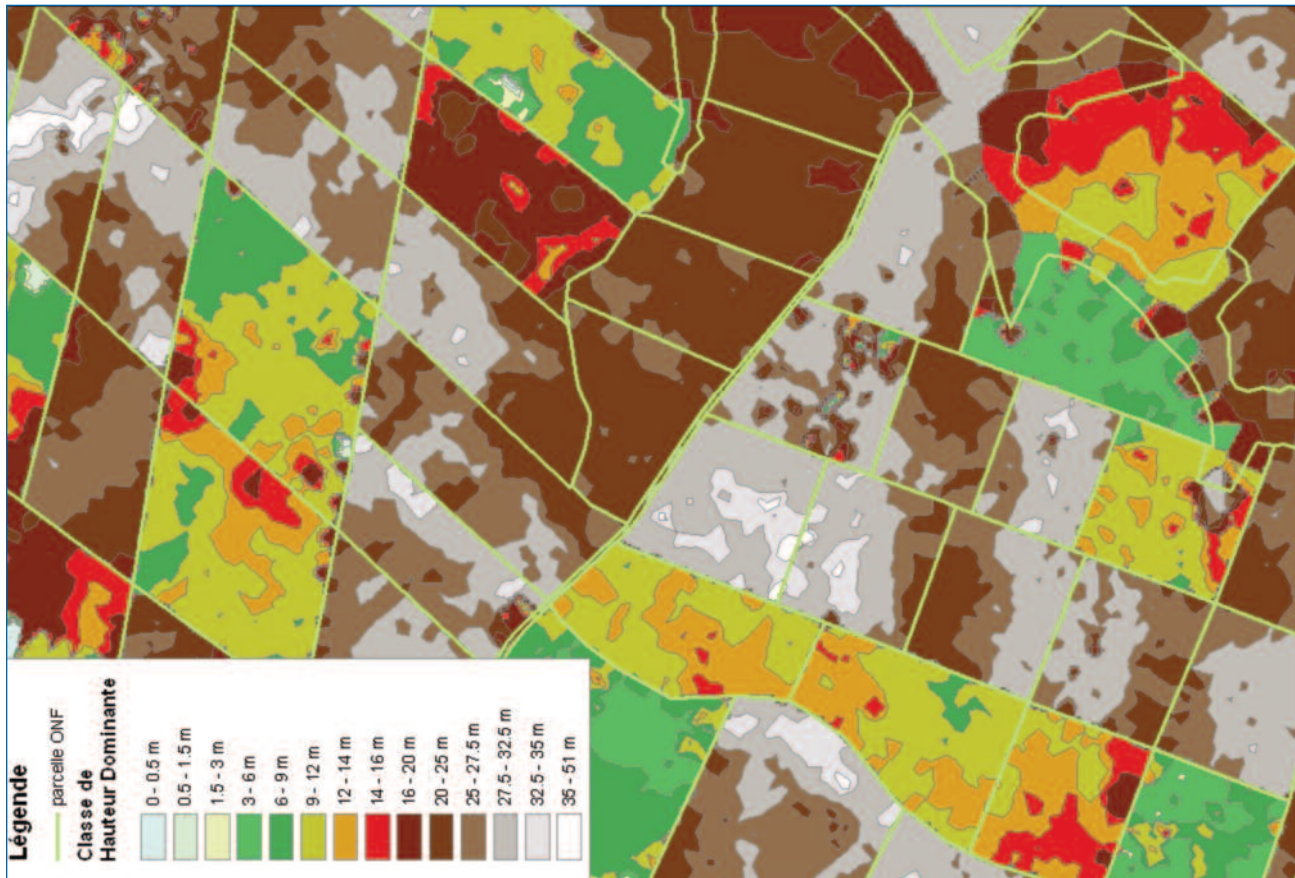 Légende
parcelle ONF
Classe de
Hauteur Dominante
0 - 0.5 m
0.5 - 1.5 m
1.5 - 3 m
3 - 6 m
6 - 9 m
9 - 12 m
12 - 14 m
14 - 16 m
16 - 20 m
20 - 25 m
25 - 27.5 m
27.5 - 32.5 m
32.5 - 35 m
35 - 51 m